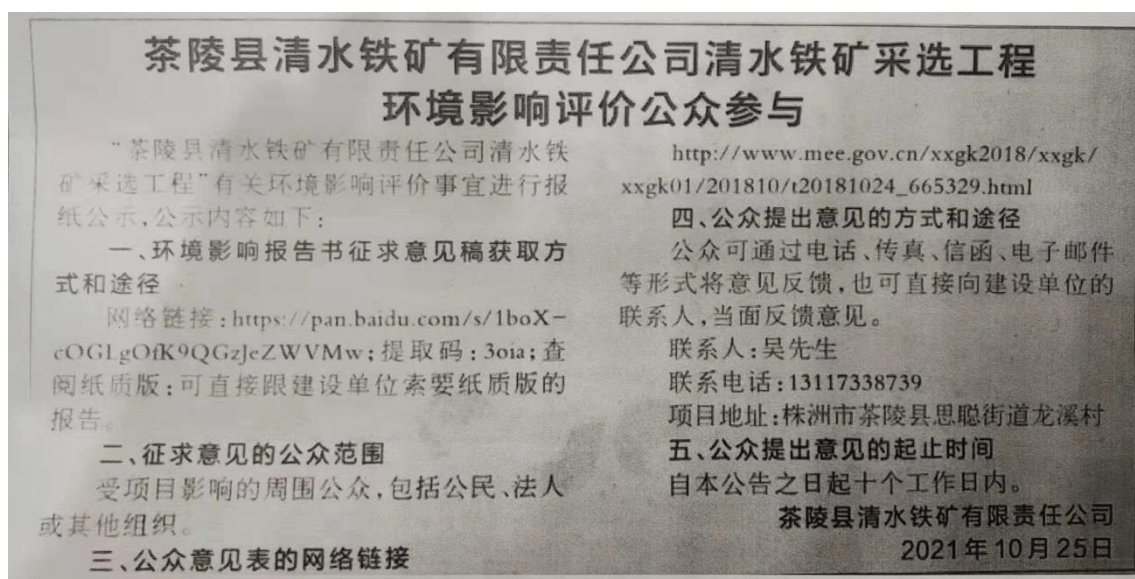 茶陵县清水铁矿有限责任公司清水铁矿采选工程
环境影响评价公众参与
“茶陵县清水铁矿有限责任公司清水铁
矿采选工程”有关环境影响评价事宜进行报
纸公示,公示内容如下:
一、环境影响报告书征求意见稿获取方
式和途径
网络链接:https://pan.baidu.com/s/1boX-
cOGLgOfK9QGzJeZWVMw;提取码:3oia;查
阅纸质版:可直接跟建设单位索要纸质版的
报告。
二、征求意见的公众范围
受项目影响的周围公众,包括公民、法人
或其他组织。
三、公众意见表的网络链接
http://www.mee.gov.cn/xxgk2018/xxgk/
xxgk01/201810/t20181024_665329.html
四、公众提出意见的方式和途径
公众可通过电话、传真、信函、电子邮件
等形式将意见反馈,也可直接向建设单位的
联系人,当面反馈意见。
联系人:吴先生
联系电话:13117338739
项目地址:株洲市茶陵县思聪街道龙溪村
五、公众提出意见的起止时间
自本公告之日起十个工作日内。
茶陵县清水铁矿有限责任公司
2021年10月25日